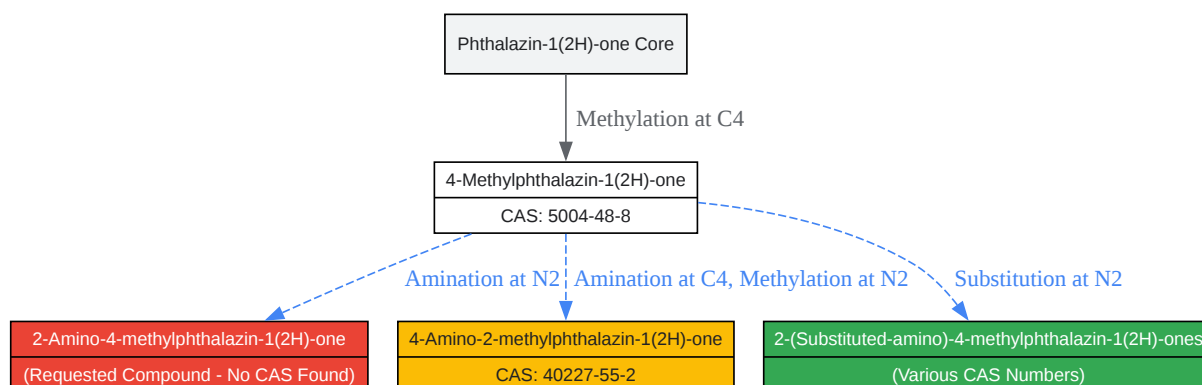 Phthalazin-1(2H)-one Core
Methylation at C4
4-Methylphthalazin-1(2H)-one
CAS: 5004-48-8
Amination at N2
Amination at C4, Methylation at N2
Substitution at N2
2-Amino-4-methylphthalazin-1(2H)-one
(Requested Compound - No CAS Found)
4-Amino-2-methylphthalazin-1(2H)-one
CAS: 40227-55-2
2-(Substituted-amino)-4-methylphthalazin-1(2H)-ones
(Various CAS Numbers)